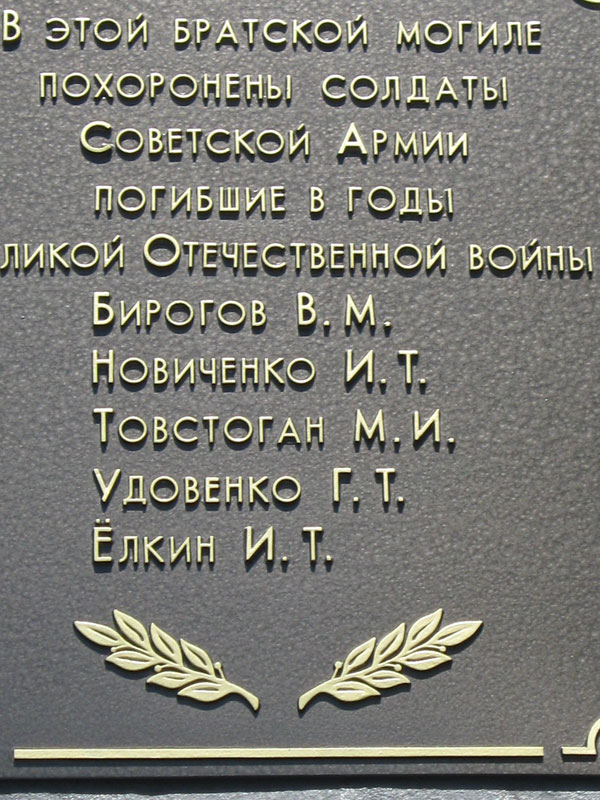 В этой братской могиле
похоронены солдаты
Советской Армии
погибшие в годы
ликой Отечественной войны
Бирогов В.М.
Новиченко И.Т.
Товстоган М.И.
Удовенко Г.Т.
Ёлкин И.Т.